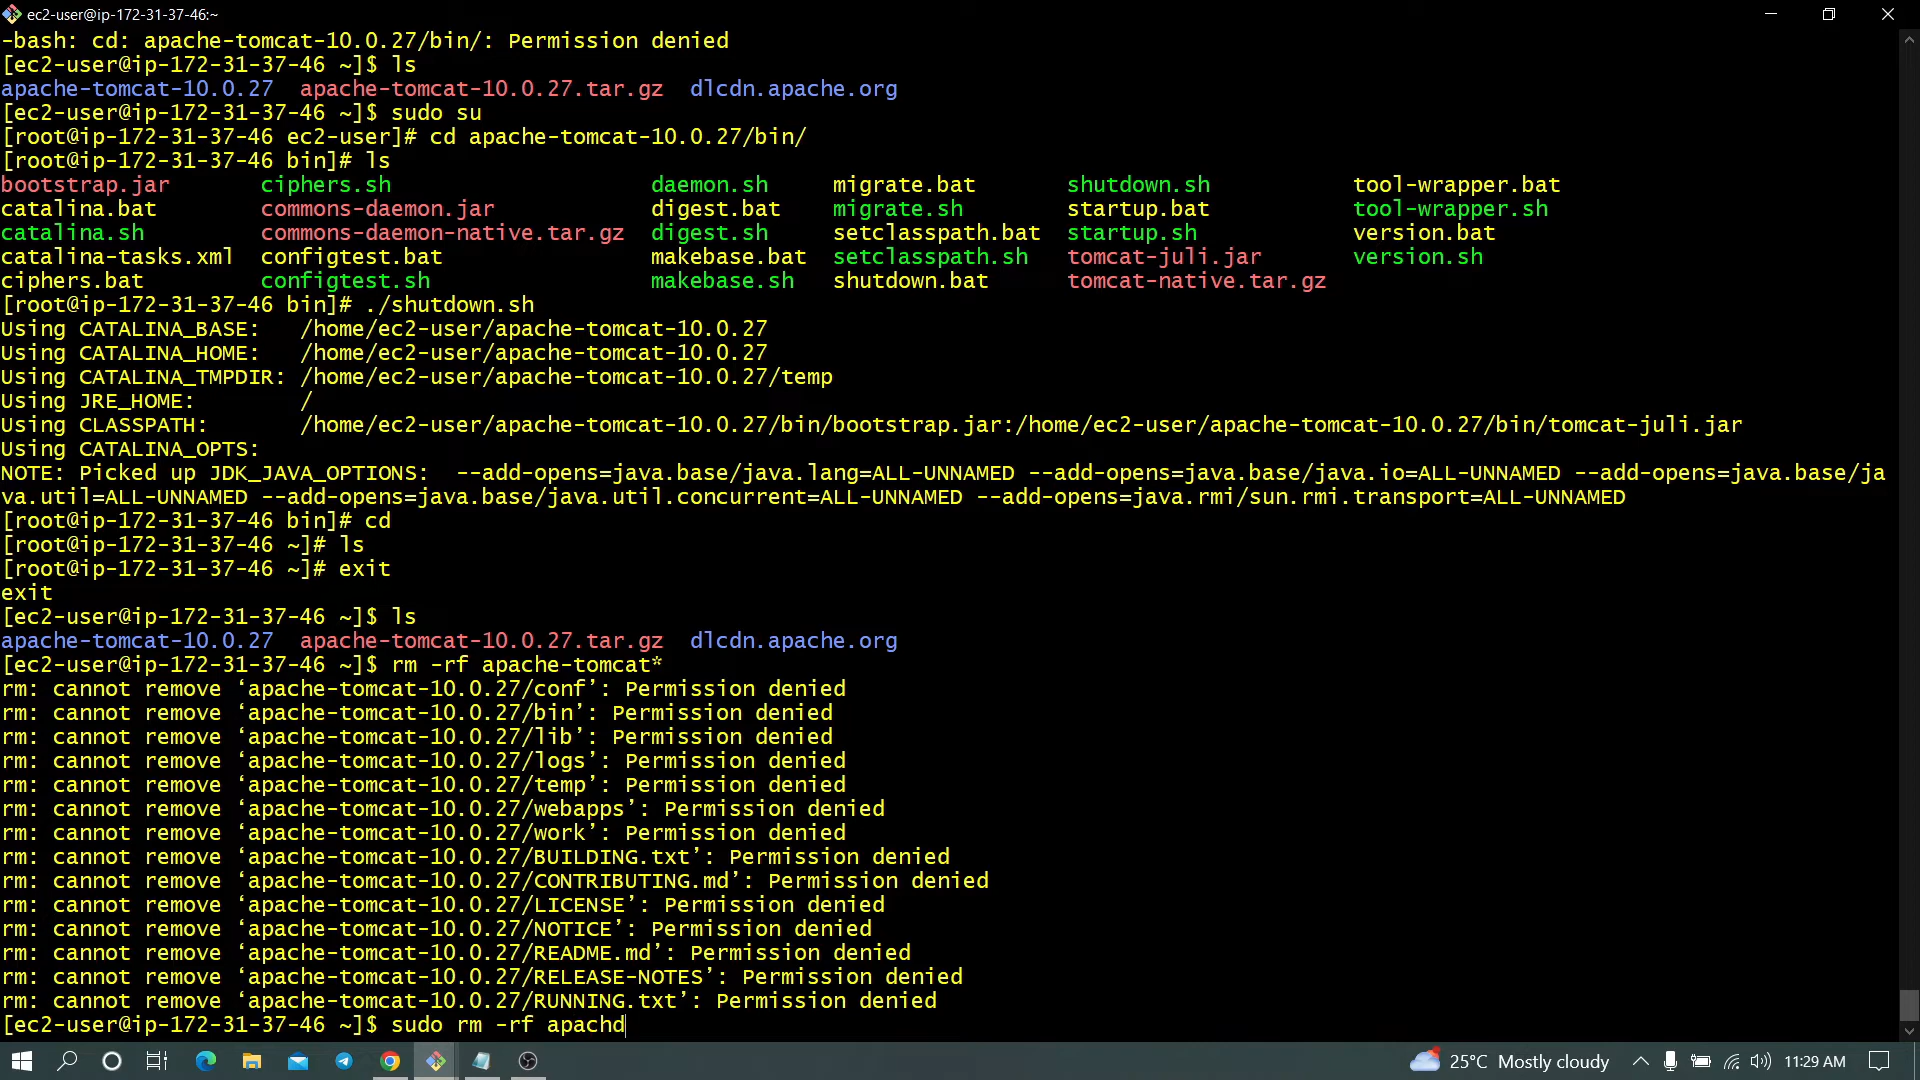 ec2-user@ip-172-31-37-46:~
-bash: cd: apache-tomcat-10.0.27/bin/: Permission denied
[ec2-user@ip-172-31-37-46 ~]$ ls
apache-tomcat-10.0.27  apache-tomcat-10.0.27.tar.gz  dlcdn.apache.org
[ec2-user@ip-172-31-37-46 ~]$ sudo su
[root@ip-172-31-37-46 ec2-user]# cd apache-tomcat-10.0.27/bin/
[root@ip-172-31-37-46 bin]# ls
bootstrap.jar       ciphers.sh                    daemon.sh     migrate.bat       shutdown.sh           tool-wrapper.bat
catalina.bat        commons-daemon.jar            digest.bat    migrate.sh        startup.bat           tool-wrapper.sh
catalina.sh         commons-daemon-native.tar.gz  digest.sh     setclasspath.bat  startup.sh            version.bat
catalina-tasks.xml  configtest.bat                makebase.bat  setclasspath.sh   tomcat-juli.jar       version.sh
ciphers.bat         configtest.sh                 makebase.sh   shutdown.bat      tomcat-native.tar.gz
[root@ip-172-31-37-46 bin]# ./shutdown.sh
Using CATALINA_BASE:   /home/ec2-user/apache-tomcat-10.0.27
Using CATALINA_HOME:   /home/ec2-user/apache-tomcat-10.0.27
Using CATALINA_TMPDIR: /home/ec2-user/apache-tomcat-10.0.27/temp
Using JRE_HOME:        /
Using CLASSPATH:       /home/ec2-user/apache-tomcat-10.0.27/bin/bootstrap.jar:/home/ec2-user/apache-tomcat-10.0.27/bin/tomcat-juli.jar
Using CATALINA_OPTS:
NOTE: Picked up JDK_JAVA_OPTIONS:  --add-opens=java.base/java.lang=ALL-UNNAMED --add-opens=java.base/java.io=ALL-UNNAMED --add-opens=java.base/ja
va.util=ALL-UNNAMED --add-opens=java.base/java.util.concurrent=ALL-UNNAMED --add-opens=java.rmi/sun.rmi.transport=ALL-UNNAMED
[root@ip-172-31-37-46 bin]# cd
[root@ip-172-31-37-46 ~]# ls
[root@ip-172-31-37-46 ~]# exit
exit
[ec2-user@ip-172-31-37-46 ~]$ ls
apache-tomcat-10.0.27  apache-tomcat-10.0.27.tar.gz  dlcdn.apache.org
[ec2-user@ip-172-31-37-46 ~]$ rm -rf apache-tomcat*
rm: cannot remove ‘apache-tomcat-10.0.27/conf’: Permission denied
rm: cannot remove ‘apache-tomcat-10.0.27/bin’: Permission denied
rm: cannot remove ‘apache-tomcat-10.0.27/lib’: Permission denied
rm: cannot remove ‘apache-tomcat-10.0.27/logs’: Permission denied
rm: cannot remove ‘apache-tomcat-10.0.27/temp’: Permission denied
rm: cannot remove ‘apache-tomcat-10.0.27/webapps’: Permission denied
rm: cannot remove ‘apache-tomcat-10.0.27/work’: Permission denied
rm: cannot remove ‘apache-tomcat-10.0.27/BUILDING.txt’: Permission denied
rm: cannot remove ‘apache-tomcat-10.0.27/CONTRIBUTING.md’: Permission denied
rm: cannot remove ‘apache-tomcat-10.0.27/LICENSE’: Permission denied
rm: cannot remove ‘apache-tomcat-10.0.27/NOTICE’: Permission denied
rm: cannot remove ‘apache-tomcat-10.0.27/README.md’: Permission denied
rm: cannot remove ‘apache-tomcat-10.0.27/RELEASE-NOTES’: Permission denied
rm: cannot remove ‘apache-tomcat-10.0.27/RUNNING.txt’: Permission denied
[ec2-user@ip-172-31-37-46 ~]$ sudo rm -rf apachd
25°C Mostly cloudy 11:29 AM